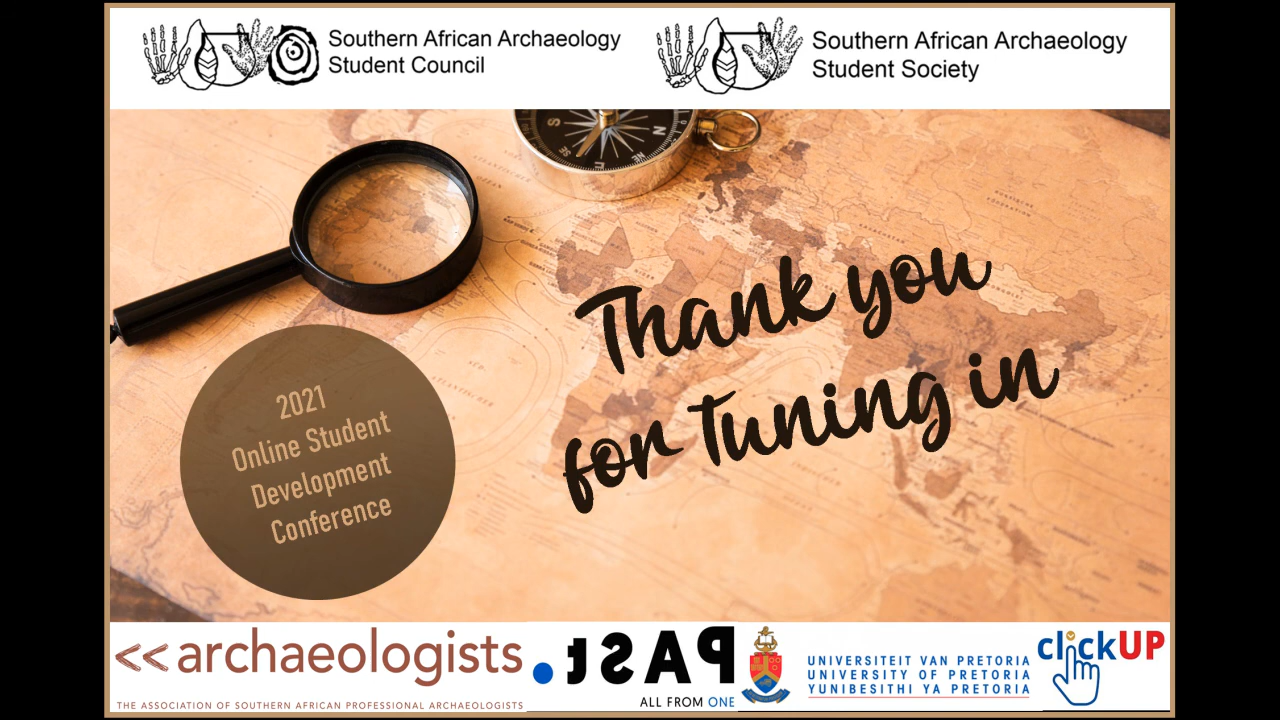 Southern African Archaeology
Student Council
Southern African Archaeology
Student Society
Thank you
for tuning in
2021
Online Student
Development
Conference
<<archaeologists
THE ASSOCIATION OF SOUTHERN AFRICAN PROFESSIONAL ARCHAEOLOGISTS
PAST.
ALL FROM ONE
UNIVERSITEIT VAN PRETORIA
UNIVERSITY OF PRETORIA
YUNIBESITHI YA PRETORIA
clickUP